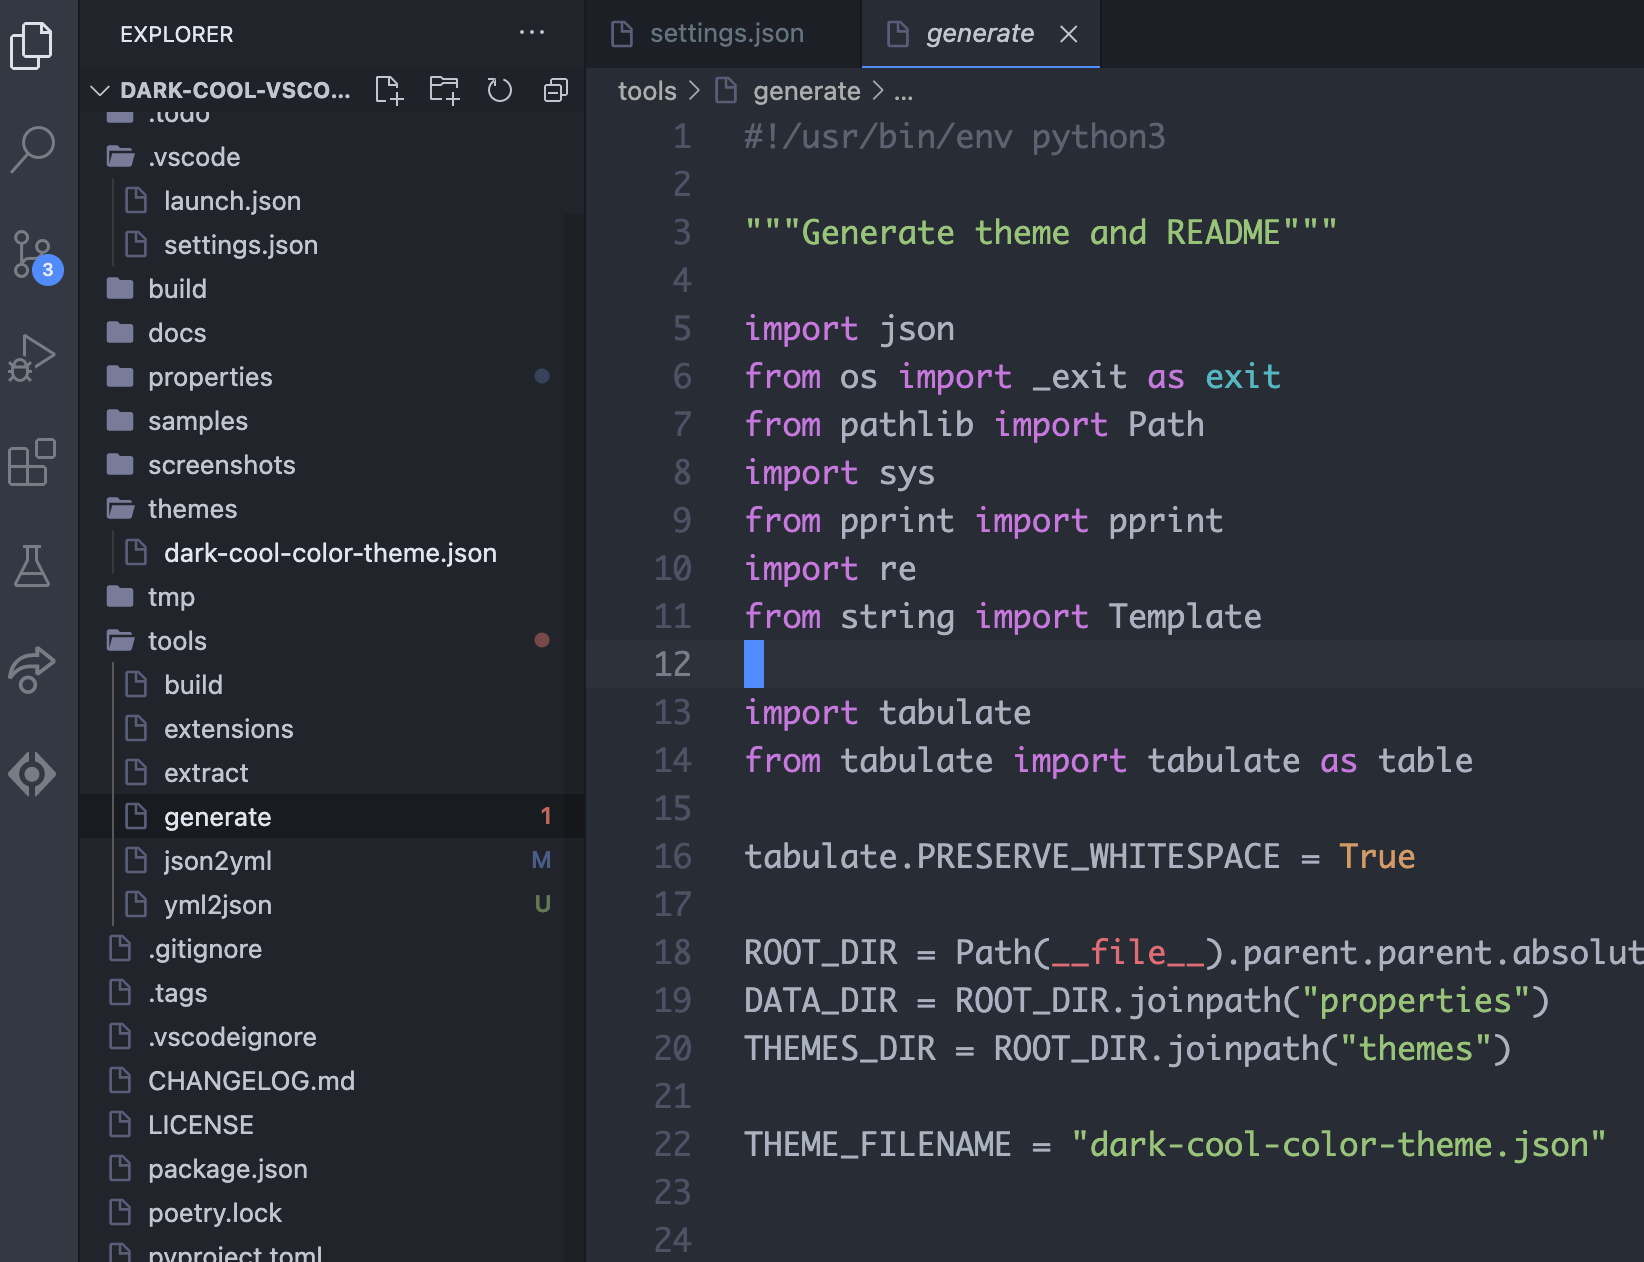 EXPLORER
DARK-COOL-VSCO...
.todo
.vscode
launch.json
settings.json
build
docs
properties
samples
screenshots
themes
dark-cool-color-theme.json
tmp
tools
build
extensions
extract
generate 1
json2yml M
yml2json U
.gitignore
.tags
.vscodeignore
CHANGELOG.md
LICENSE
package.json
poetry.lock
pyproject.toml
3
settings.json
generate
tools > generate > ...
1 #!/usr/bin/env python3
2
3 """Generate theme and README"""
4
5 import json
6 from os import _exit as exit
7 from pathlib import Path
8 import sys
9 from pprint import pprint
10 import re
11 from string import Template
12
13 import tabulate
14 from tabulate import tabulate as table
15
16 tabulate.PRESERVE_WHITESPACE = True
17
18 ROOT_DIR = Path(__file__).parent.parent.absolut
19 DATA_DIR = ROOT_DIR.joinpath("properties")
20 THEMES_DIR = ROOT_DIR.joinpath("themes")
21
22 THEME_FILENAME = "dark-cool-color-theme.json"
23
24